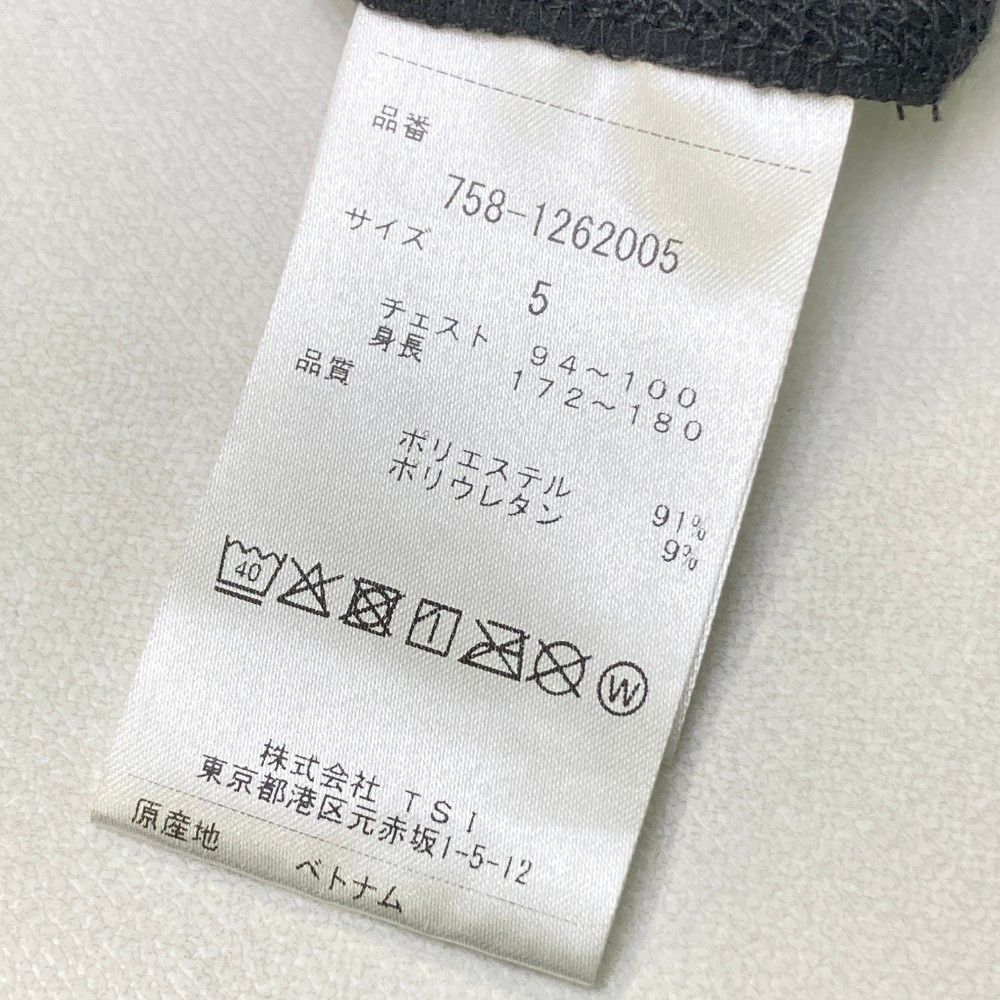 品番
758-1262005
サイズ
5
チェスト 94～100
身長 172～180
品質
ポリエステル 91%
ポリウレタン 9%
40 W
株式会社 TSI
東京都港区元赤坂1-5-12
原産地 ベトナム